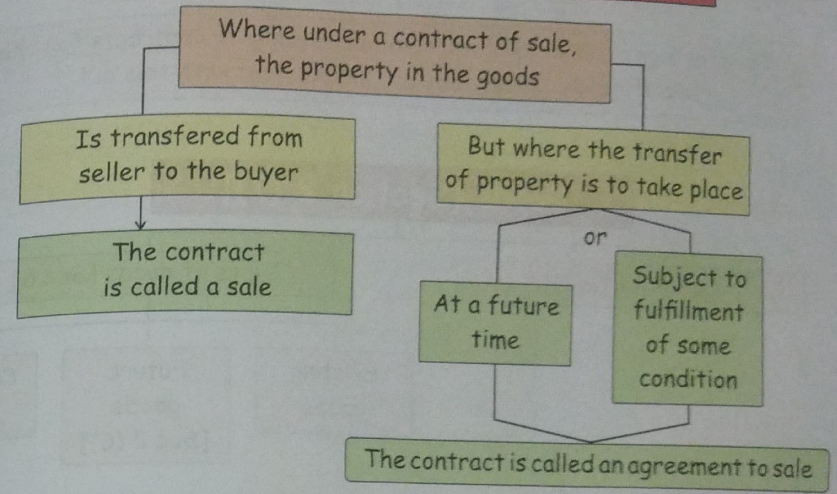 Where under a contract of sale,
the property in the goods
Is transfered from
seller to the buyer
The contract
is called a sale
But where the transfer
of property is to take place
or
At a future
time
Subject to
fulfillment
of some
condition
The contract is called an agreement to sale